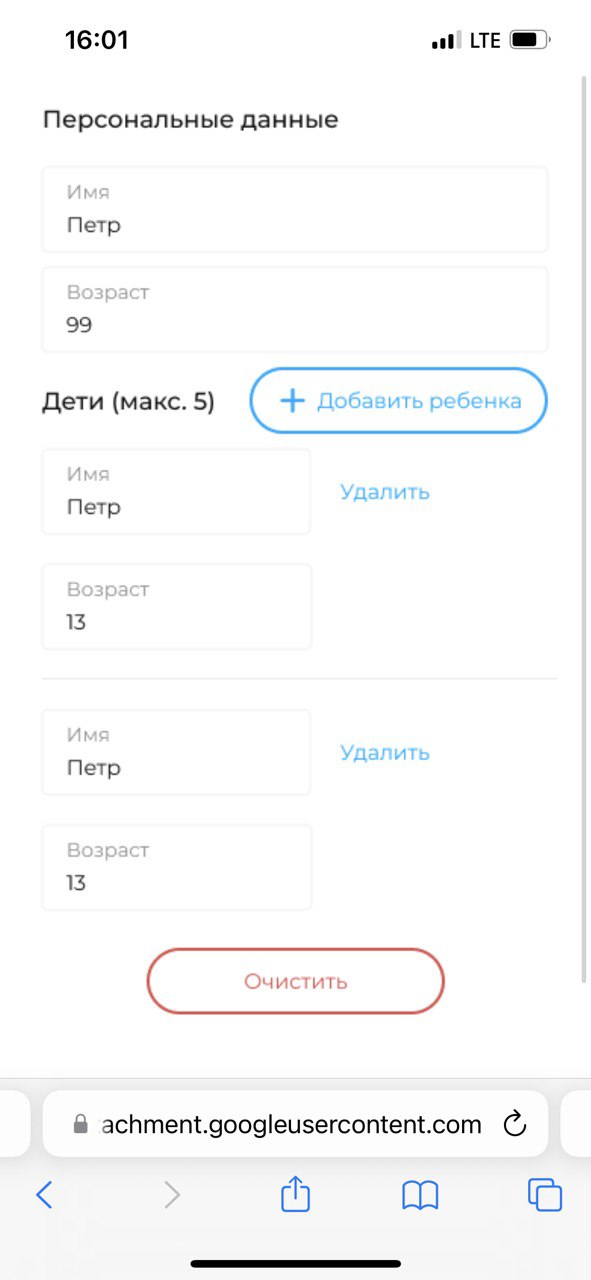 16:01 LTE
Персональные данные
Имя
Петр
Возраст
99
Дети (макс. 5) + Добавить ребенка
Имя
Петр
Удалить
Возраст
13
Имя
Петр
Удалить
Возраст
13
Очистить
achment.googleusercontent.com